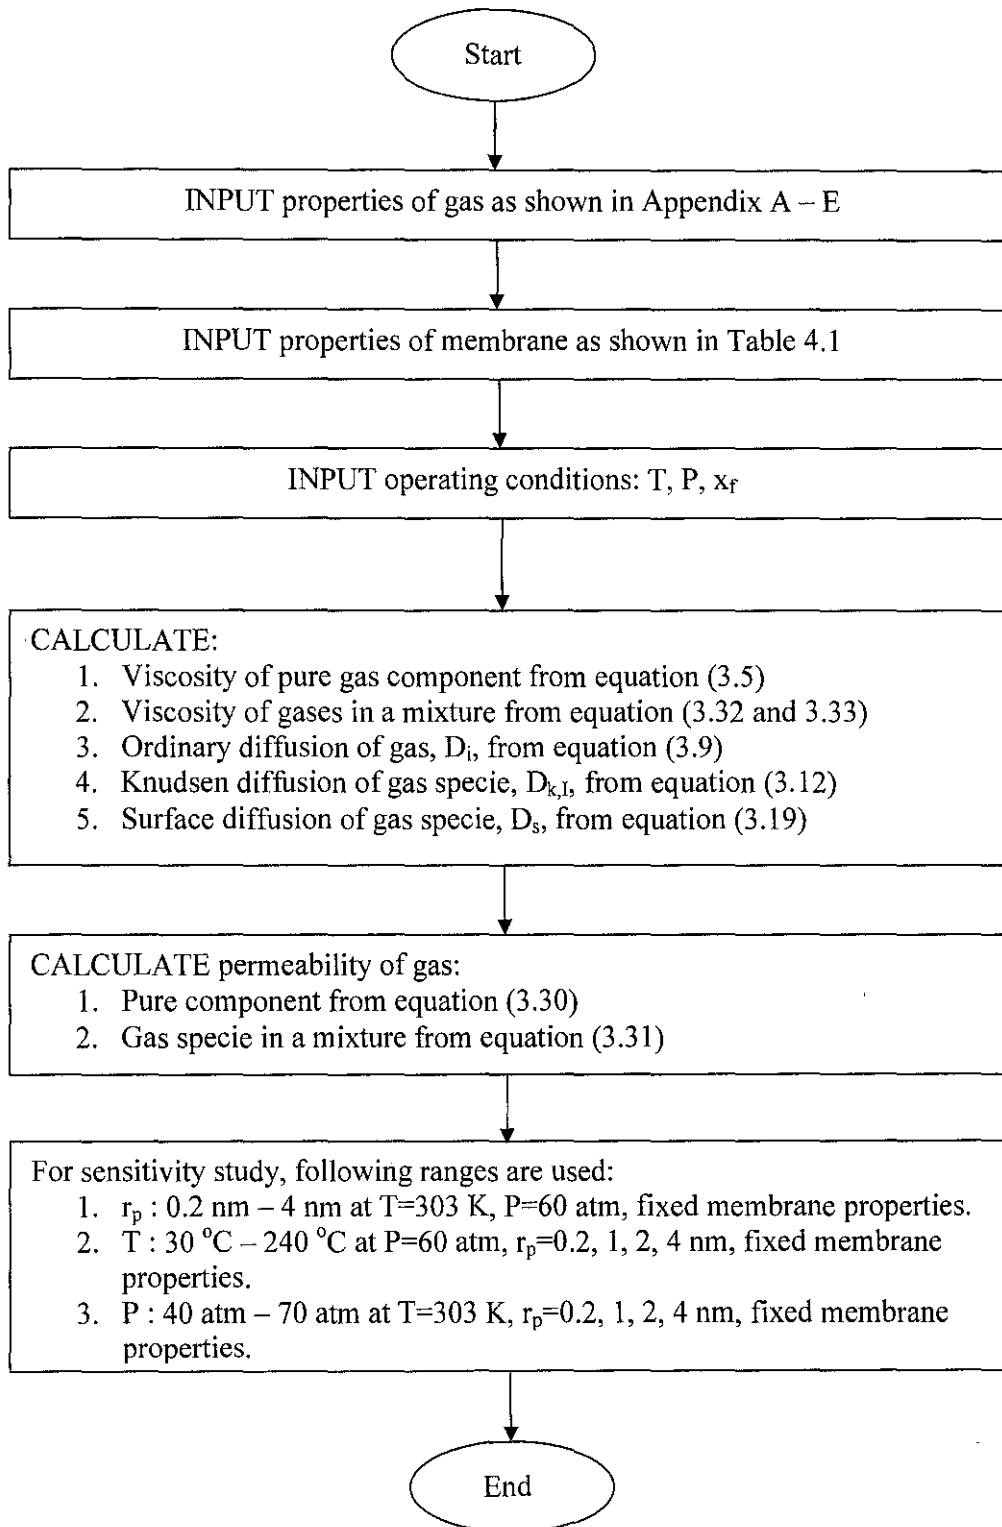 Start
INPUT properties of gas as shown in Appendix A – E
INPUT properties of membrane as shown in Table 4.1
INPUT operating conditions: T, P, xf
CALCULATE:
1. Viscosity of pure gas component from equation (3.5)
2. Viscosity of gases in a mixture from equation (3.32 and 3.33)
3. Ordinary diffusion of gas, Di, from equation (3.9)
4. Knudsen diffusion of gas specie, Dk,I, from equation (3.12)
5. Surface diffusion of gas specie, Ds, from equation (3.19)
CALCULATE permeability of gas:
1. Pure component from equation (3.30)
2. Gas specie in a mixture from equation (3.31)
For sensitivity study, following ranges are used:
1. rp : 0.2 nm – 4 nm at T=303 K, P=60 atm, fixed membrane properties.
2. T : 30 °C – 240 °C at P=60 atm, rp=0.2, 1, 2, 4 nm, fixed membrane
properties.
3. P : 40 atm – 70 atm at T=303 K, rp=0.2, 1, 2, 4 nm, fixed membrane
properties.
End